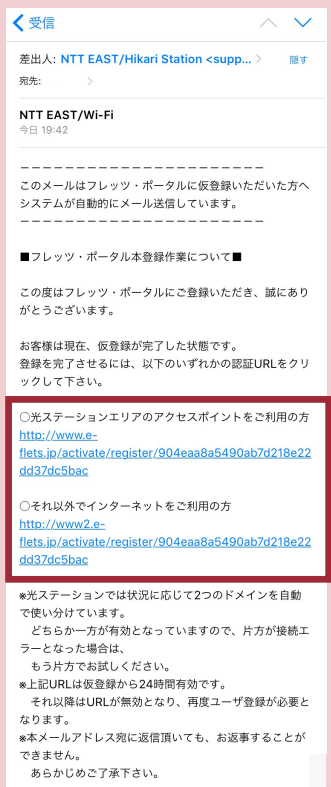 受信
差出人: NTT EAST/Hikari Station <supp... 隠す
宛先:
NTT EAST/Wi-Fi
今日 19:42
ーーーーーーーーーーーーーーーーーーーーーー
このメールはフレッツ・ポータルに仮登録いただいた方へ
システムが自動的にメール送信しています。
ーーーーーーーーーーーーーーーーーーーーーー
■フレッツ・ポータル本登録作業について■
この度はフレッツ・ポータルにご登録いただき、誠にあり
がとうございます。
お客様は現在、仮登録が完了した状態です。
登録を完了させるには、以下のいずれかの認証URLをクリ
ックして下さい。
○光ステーションエリアのアクセスポイントをご利用の方
http://www.e-
flets.jp/activate/register/904eaa8a5490ab7d218e22
dd37dc5bac
○それ以外でインターネットをご利用の方
http://www2.e-
flets.jp/activate/register/904eaa8a5490ab7d218e22
dd37dc5bac
※光ステーションでは状況に応じて2つのドメインを自動
で使い分けています。
どちらか一方が有効となっていますので、片方が接続エ
ラーとなった場合は、
もう片方でお試しください。
※上記URLは仮登録から24時間有効です。
それ以降はURLが無効となり、再度ユーザ登録が必要と
なります。
※本メールアドレス宛に返信頂いても、お返事することが
できません。
あらかじめご了承下さい。